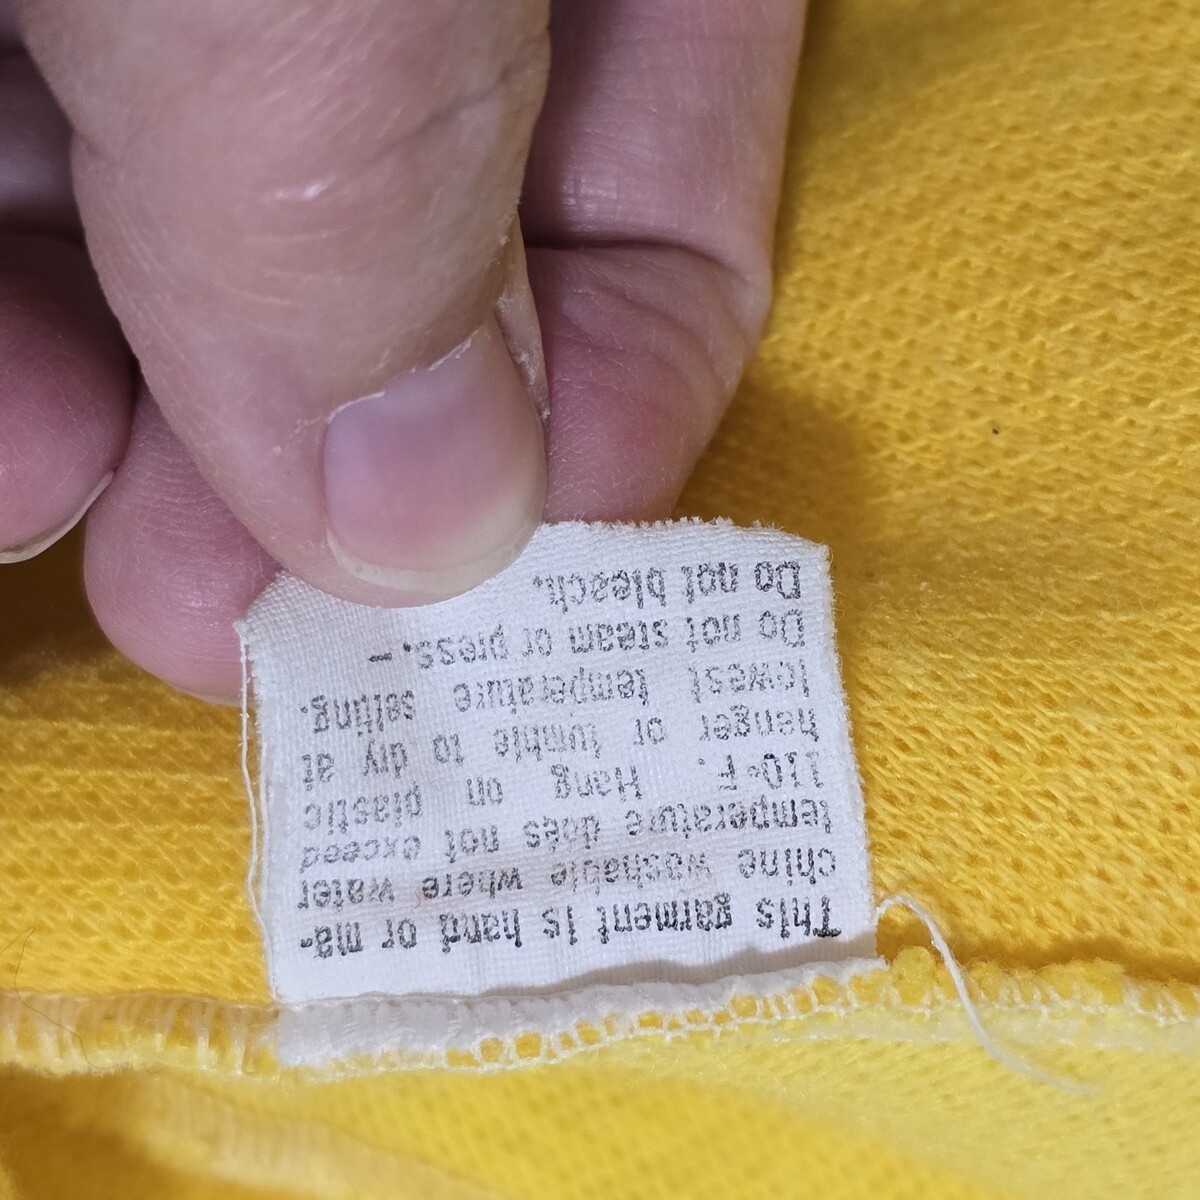 This garment is hand or ma-
chine washable where water
temperature does not exceed
110°F. Hang on plastic
hanger or tumble to dry at
lowest temperature setting.
Do not steam or press.–
Do not bleach.